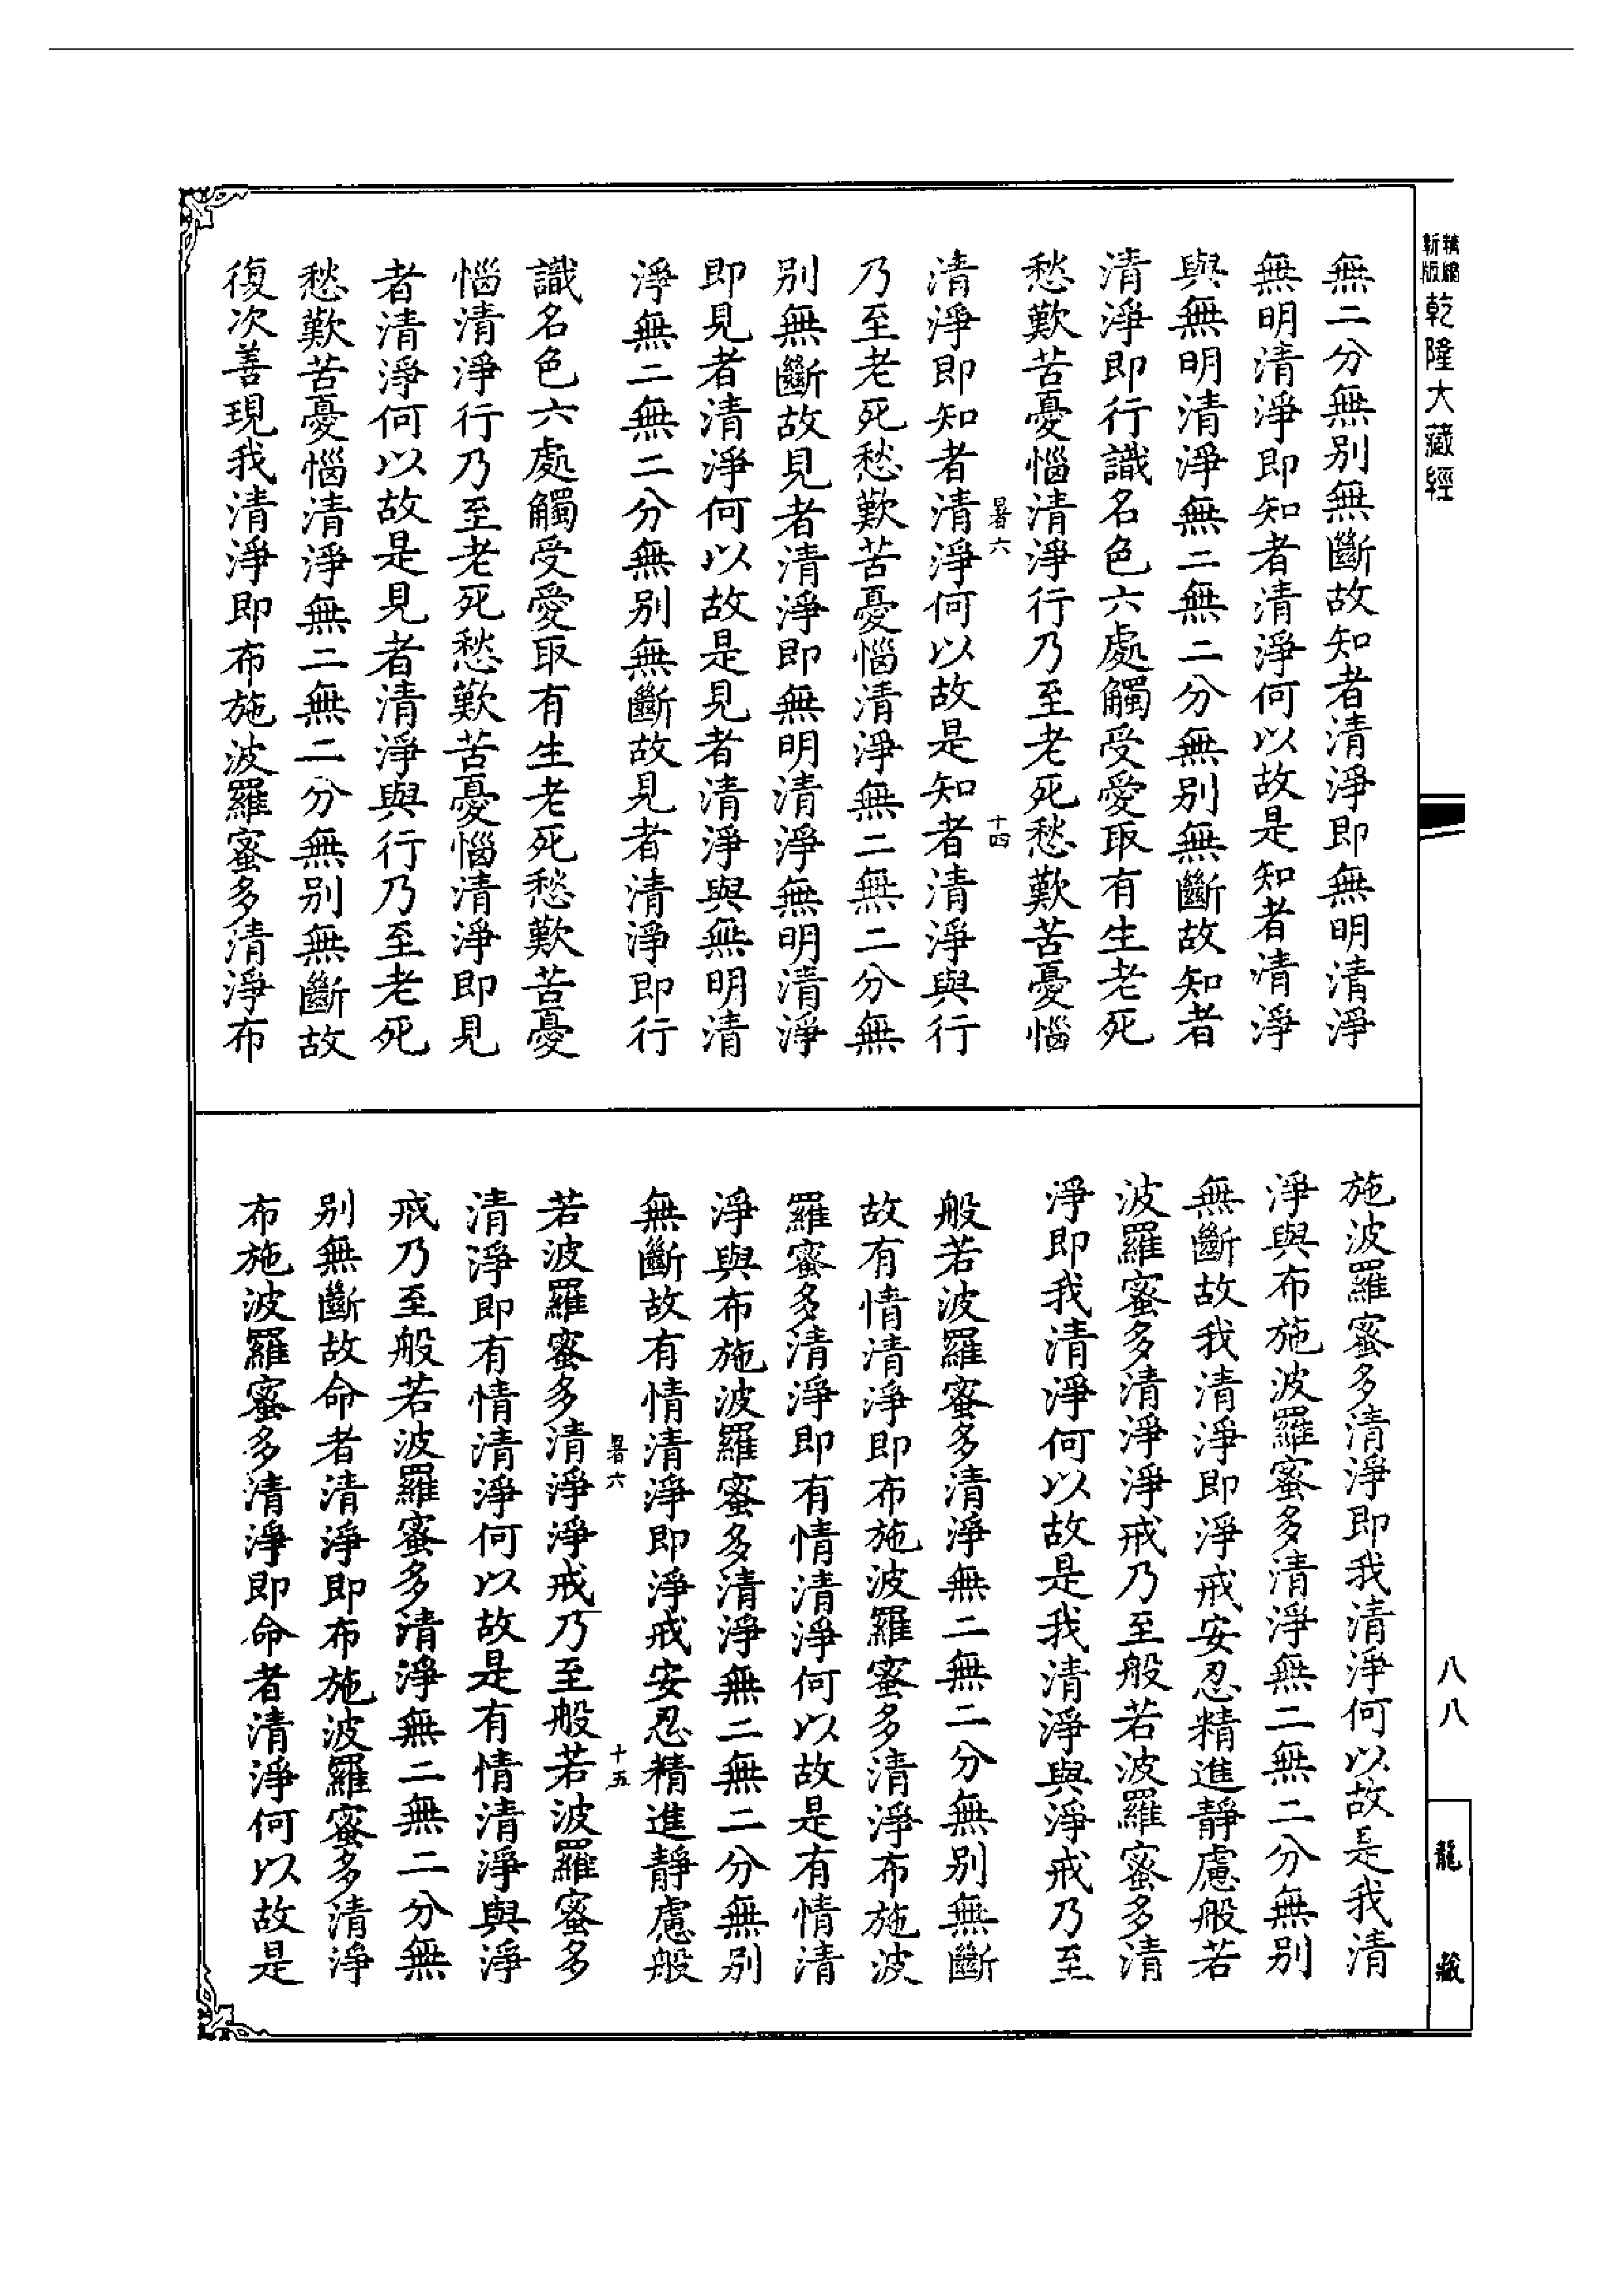 新版 精縮
乾隆大藏經
無二分無別無斷故知者清淨即無明清淨
無明清淨即知者清淨何以故是知者清淨
與無明清淨無二無二分無別無斷故知者
清淨即行識名色六處觸受愛取有生老死
愁歎苦憂惱清淨行乃至老死愁歎苦憂惱
暑六 十四
清淨即知者清淨何以故是知者清淨與行
乃至老死愁歎苦憂惱清淨無二無二分無
別無斷故見者清淨即無明清淨無明清淨
即見者清淨何以故是見者清淨與無明清
淨無二無二分無別無斷故見者清淨即行
識名色六處觸受愛取有生老死愁歎苦憂
惱清淨行乃至老死愁歎苦憂惱清淨即見
者清淨何以故是見者清淨與行乃至老死
愁歎苦憂惱清淨無二無二分無別無斷故
復次善現我清淨即布施波羅蜜多清淨布
施波羅蜜多清淨即我清淨何以故是我清
淨與布施波羅蜜多清淨無二無二分無別
無斷故我清淨即淨戒安忍精進靜慮般若
波羅蜜多清淨淨戒乃至般若波羅蜜多清
淨即我清淨何以故是我清淨與淨戒乃至
般若波羅蜜多清淨無二無二分無別無斷
故有情清淨即布施波羅蜜多清淨布施波
羅蜜多清淨即有情清淨何以故是有情清
淨與布施波羅蜜多清淨無二無二分無別
無斷故有情清淨即淨戒安忍精進靜慮般
暑六 十五
若波羅蜜多清淨淨戒乃至般若波羅蜜多
清淨即有情清淨何以故是有情清淨與淨
戒乃至般若波羅蜜多清淨無二無二分無
別無斷故命者清淨即布施波羅蜜多清淨
布施波羅蜜多清淨即命者清淨何以故是
八八
龍藏